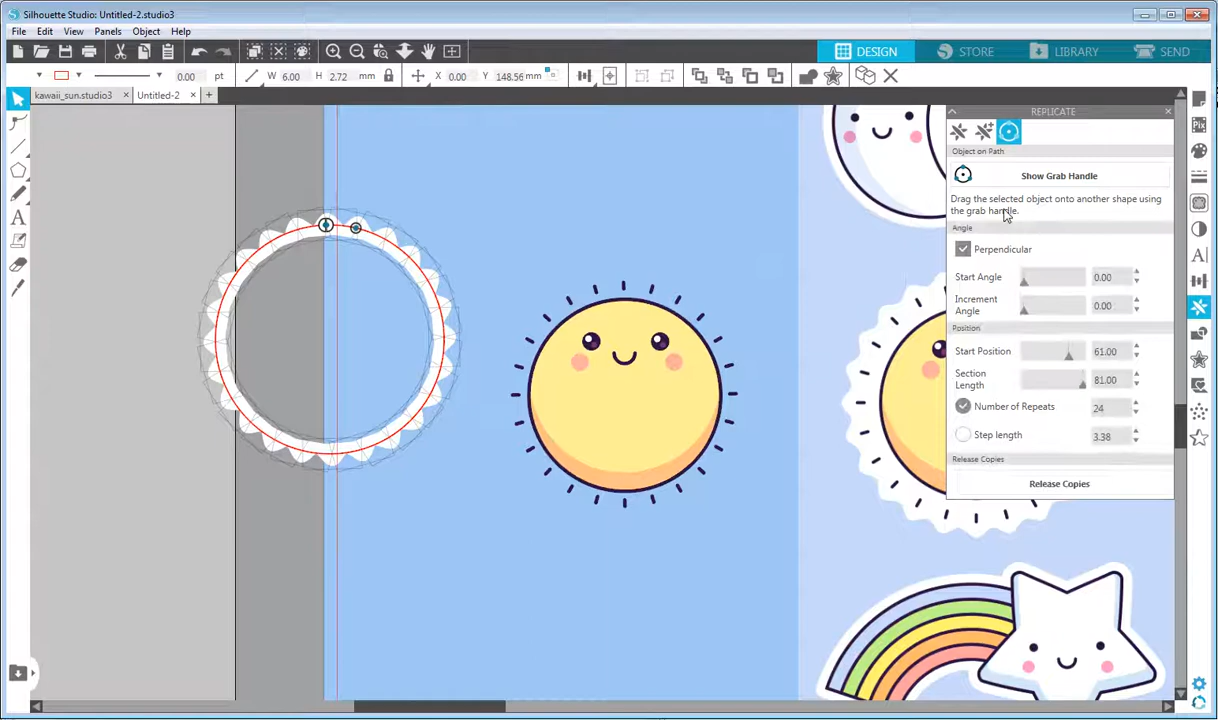 Silhouette Studio: Untitled-2.studio3
File Edit View Panels Object Help
DESIGN STORE LIBRARY SEND
0.00 pt W 6.00 H 2.72 mm X 0.00 Y 148.56 mm
kawaii_sun.studio3 × Untitled-2 × +
REPLICATE
Object on Path
Show Grab Handle
Drag the selected object onto another shape using
the grab handle.
Angle
Perpendicular
Start Angle 0.00
Increment
Angle 0.00
Position
Start Position 61.00
Section
Length 81.00
Number of Repeats 24
Step length 3.38
Release Copies
Release Copies